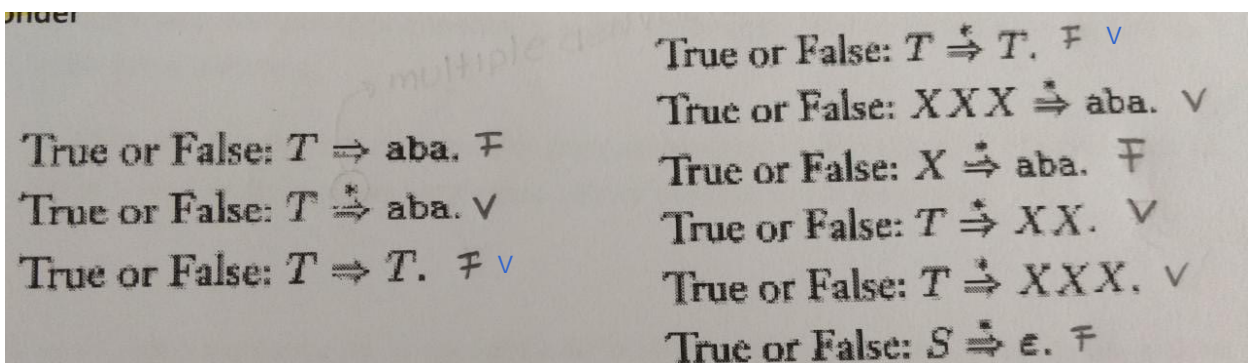 multiple
True or False: T ⇒ aba. F
True or False: T ⇒* aba. V
True or False: T ⇒ T. F V
True or False: T ⇒* T. F V
True or False: XXX ⇒* aba. V
True or False: X ⇒* aba. F
True or False: T ⇒* XX. V
True or False: T ⇒* XXX. V
True or False: S ⇒* ε. F